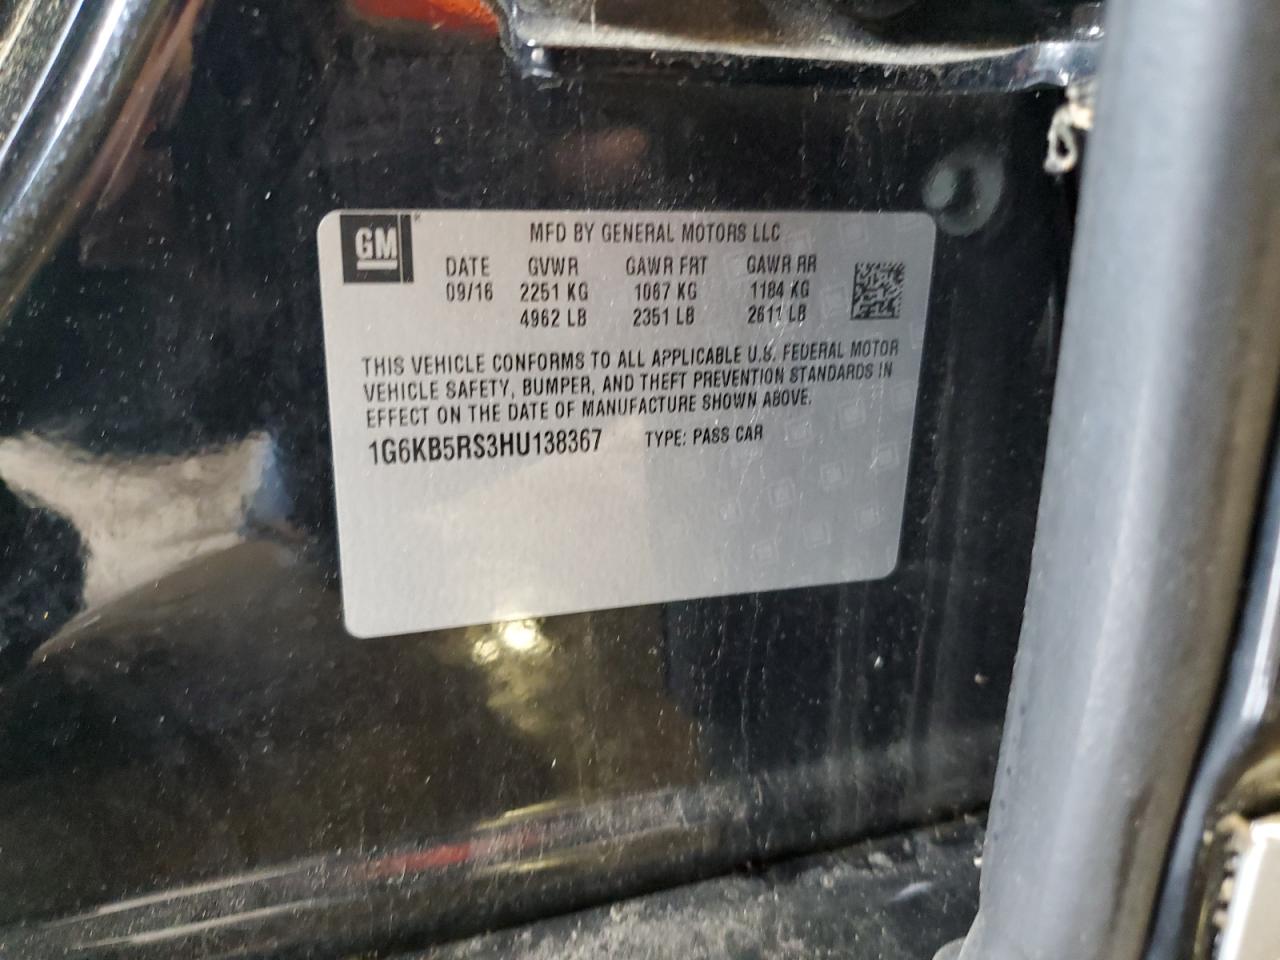 GM
MFD BY GENERAL MOTORS LLC
DATE GVWR GAWR FRT GAWR RR
09/16 2251 KG 1067 KG 1184 KG
4962 LB 2351 LB 2611 LB
THIS VEHICLE CONFORMS TO ALL APPLICABLE U.S. FEDERAL MOTOR
VEHICLE SAFETY, BUMPER, AND THEFT PREVENTION STANDARDS IN
EFFECT ON THE DATE OF MANUFACTURE SHOWN ABOVE.
1G6KB5RS3HU138367 TYPE: PASS CAR